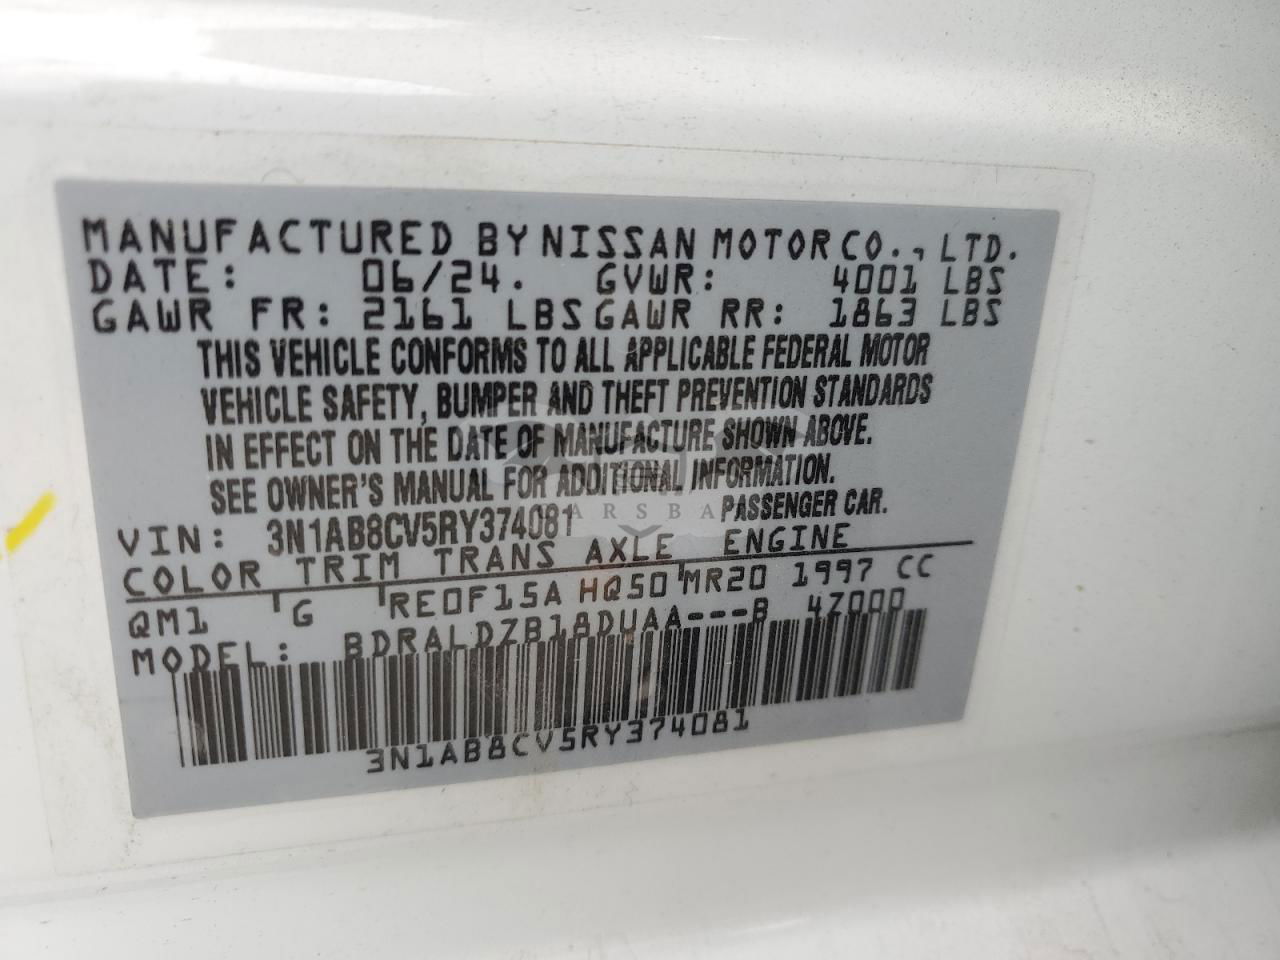 MANUFACTURED BY NISSAN MOTOR CO., LTD.
DATE: 06/24. GVWR: 4001 LBS
GAWR FR: 2161 LBS GAWR RR: 1863 LBS
THIS VEHICLE CONFORMS TO ALL APPLICABLE FEDERAL MOTOR
VEHICLE SAFETY, BUMPER AND THEFT PREVENTION STANDARDS
IN EFFECT ON THE DATE OF MANUFACTURE SHOWN ABOVE.
SEE OWNER'S MANUAL FOR ADDITIONAL INFORMATION.
VIN: 3N1AB8CV5RY374081 PASSENGER CAR.
COLOR TRIM TRANS AXLE ENGINE
QM1 G RE0F15A HQ50 MR20 1997 CC
MODEL: BDRALDZB18DUAA---B 4Z000
3N1AB8CV5RY374081